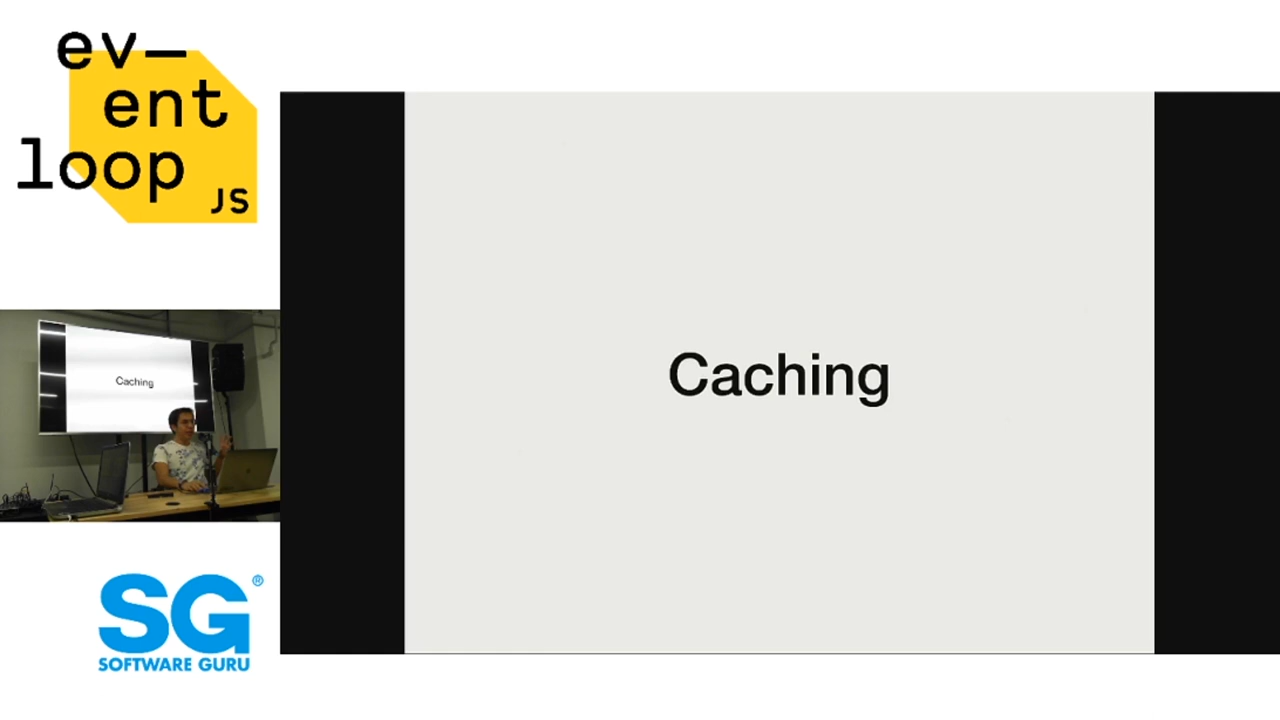 ev—
ent
loop
JS
Caching
Caching
SG®
SOFTWARE GURU